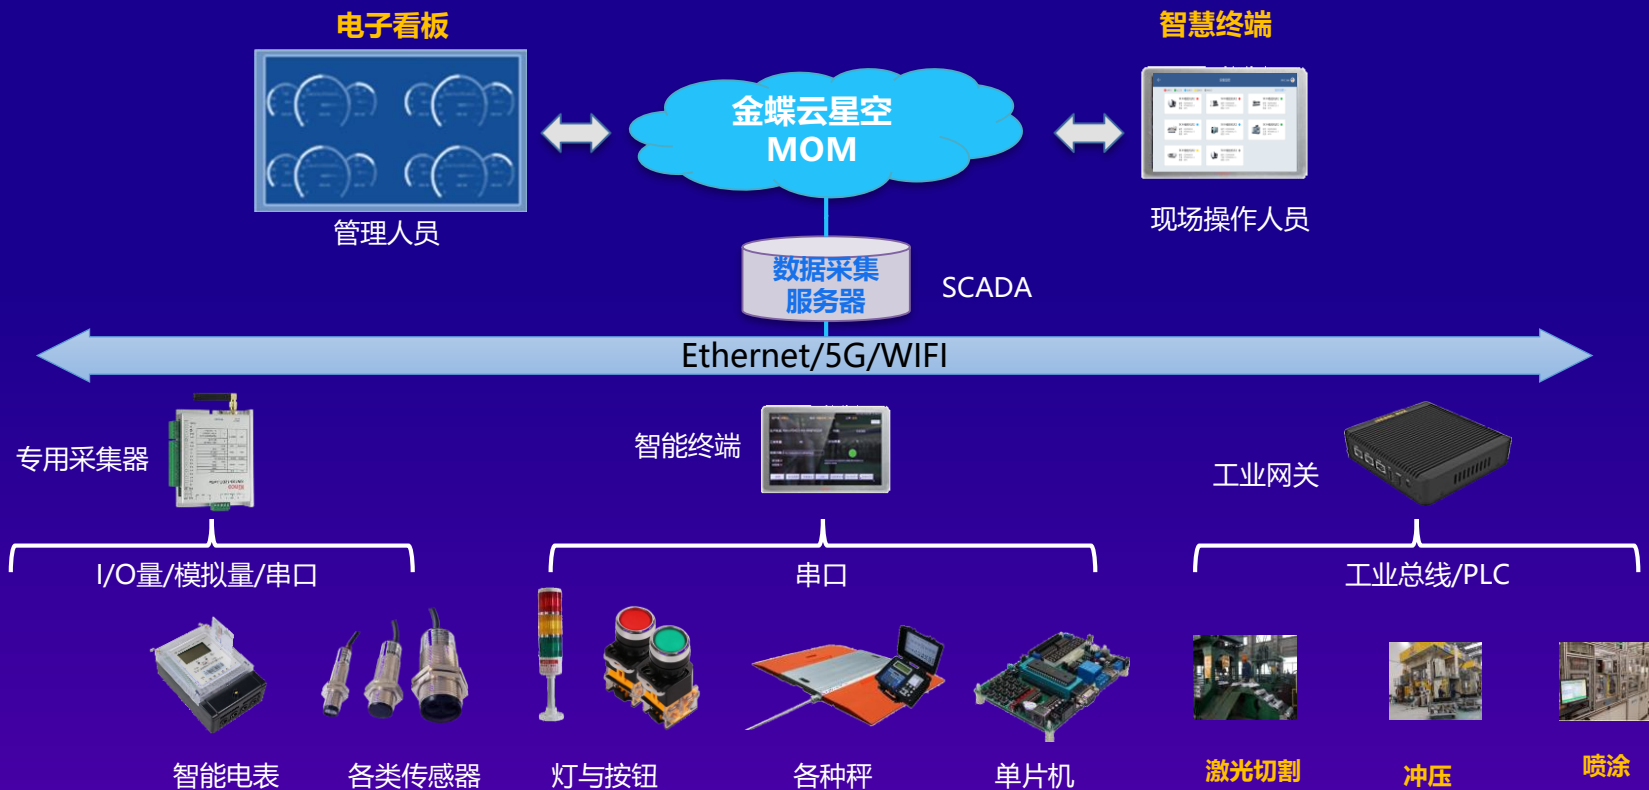 电子看板
智慧终端
金蝶云星空
MOM
管理人员
现场操作人员
数据采集
服务器
SCADA
Ethernet/5G/WIFI
专用采集器
智能终端
工业网关
I/O量/模拟量/串口
串口
工业总线/PLC
智能电表
各类传感器
灯与按钮
各种秤
单片机
激光切割
冲压
喷涂